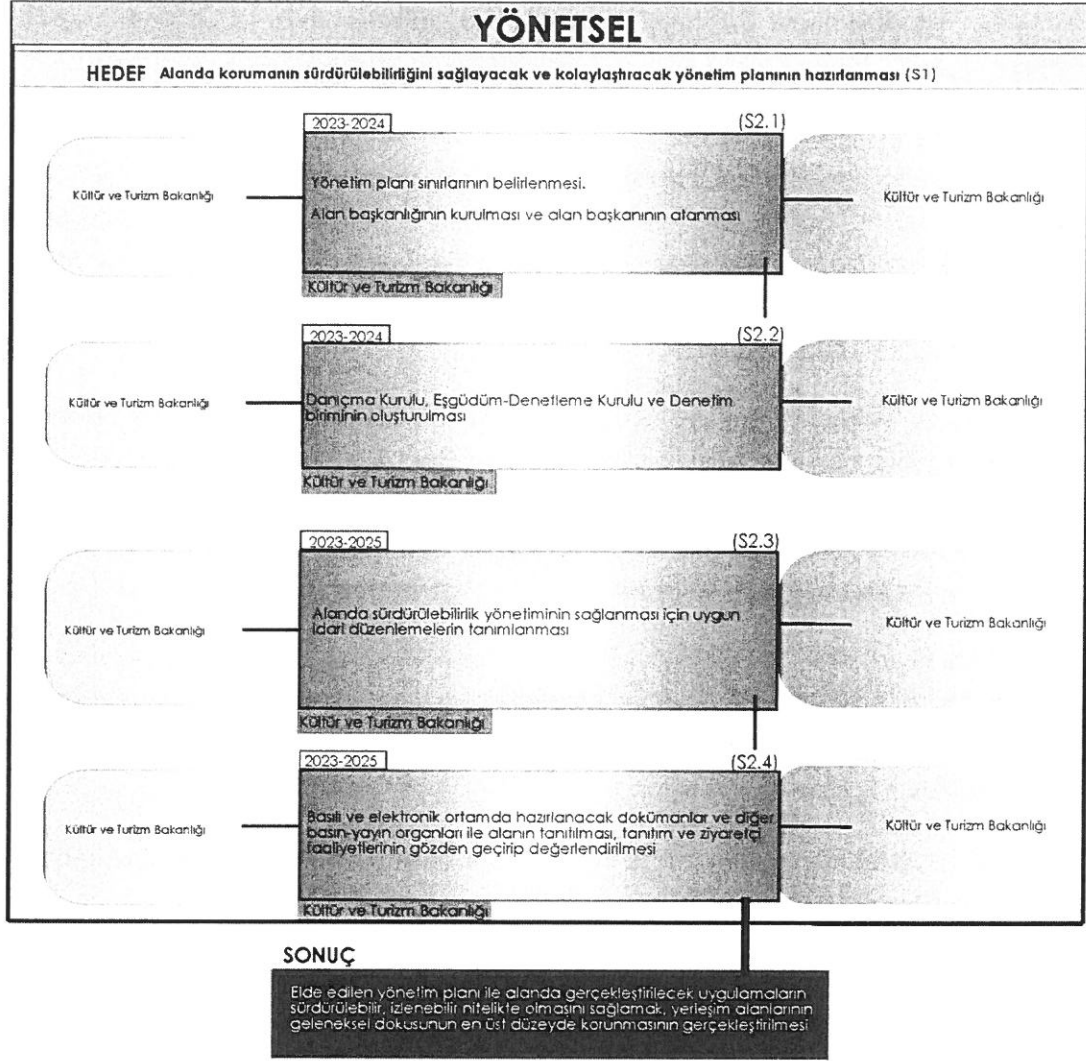 YÖNETSEL
HEDEF Alanda korumanın sürdürülebilirliğini sağlayacak ve kolaylaştıracak yönetim planının hazırlanması (S1)
2023-2024 (S2.1)
Kültür ve Turizm Bakanlığı
Yönetim planı sınırlarının belirlenmesi.
Alan başkanlığının kurulması ve alan başkanının atanması
Kültür ve Turizm Bakanlığı
Kültür ve Turizm Bakanlığı
2023-2024 (S2.2)
Kültür ve Turizm Bakanlığı
Danıçma Kurulu, Eşgüdüm-Denetleme Kurulu ve Denetim
biriminin oluşturulması
Kültür ve Turizm Bakanlığı
Kültür ve Turizm Bakanlığı
2023-2025 (S2.3)
Kültür ve Turizm Bakanlığı
Alanda sürdürülebilirlik yönetiminin sağlanması için uygun
idari düzenlemelerin tanımlanması
Kültür ve Turizm Bakanlığı
Kültür ve Turizm Bakanlığı
2023-2025 (S2.4)
Kültür ve Turizm Bakanlığı
Basılı ve elektronik ortamda hazırlanacak dokümanlar ve diğer
basın-yayın organları ile alanın tanıtılması, tanıtım ve ziyaretçi
faaliyetlerinin gözden geçirip değerlendirilmesi
Kültür ve Turizm Bakanlığı
Kültür ve Turizm Bakanlığı
SONUÇ
Elde edilen yönetim planı ile alanda gerçekleştirilecek uygulamaların
sürdürülebilir, izlenebilir nitelikte olmasını sağlamak, yerleşim alanlarının
geleneksel dokusunun en üst düzeyde korunmasının gerçekleştirilmesi